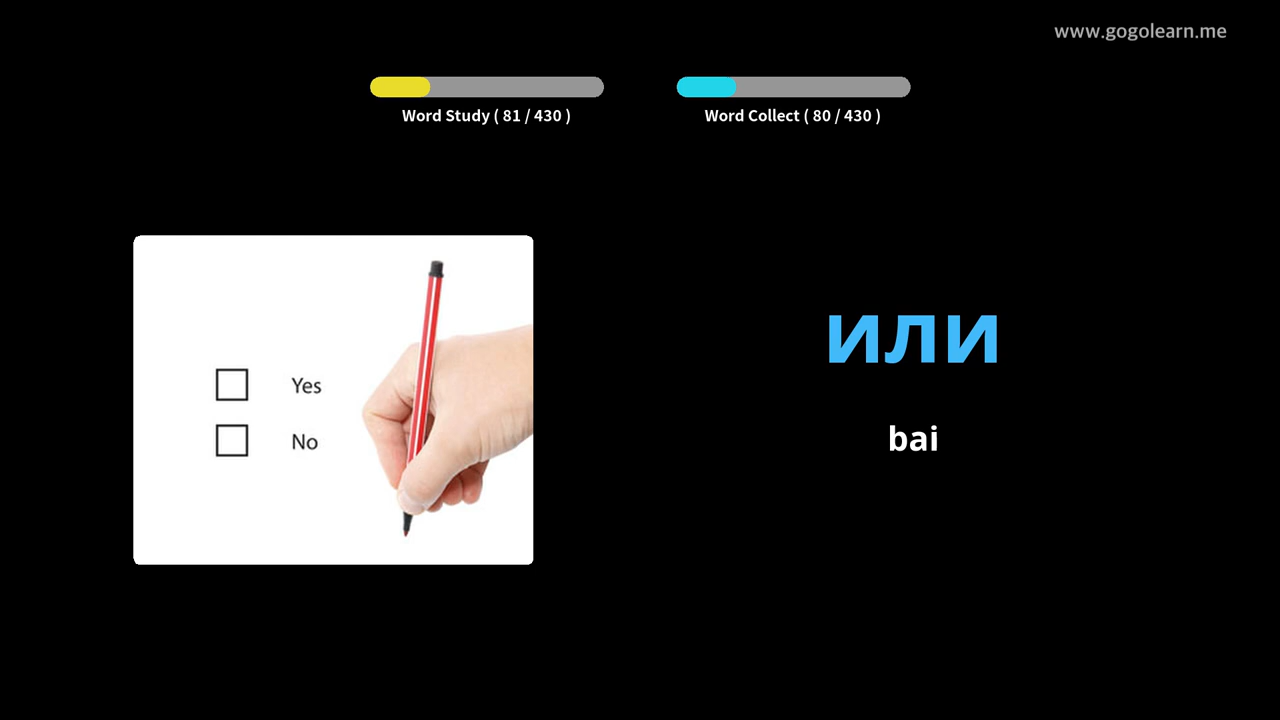 www.gogolearn.me
Word Study ( 81 / 430 )
Word Collect ( 80 / 430 )
Yes
No
или
bai